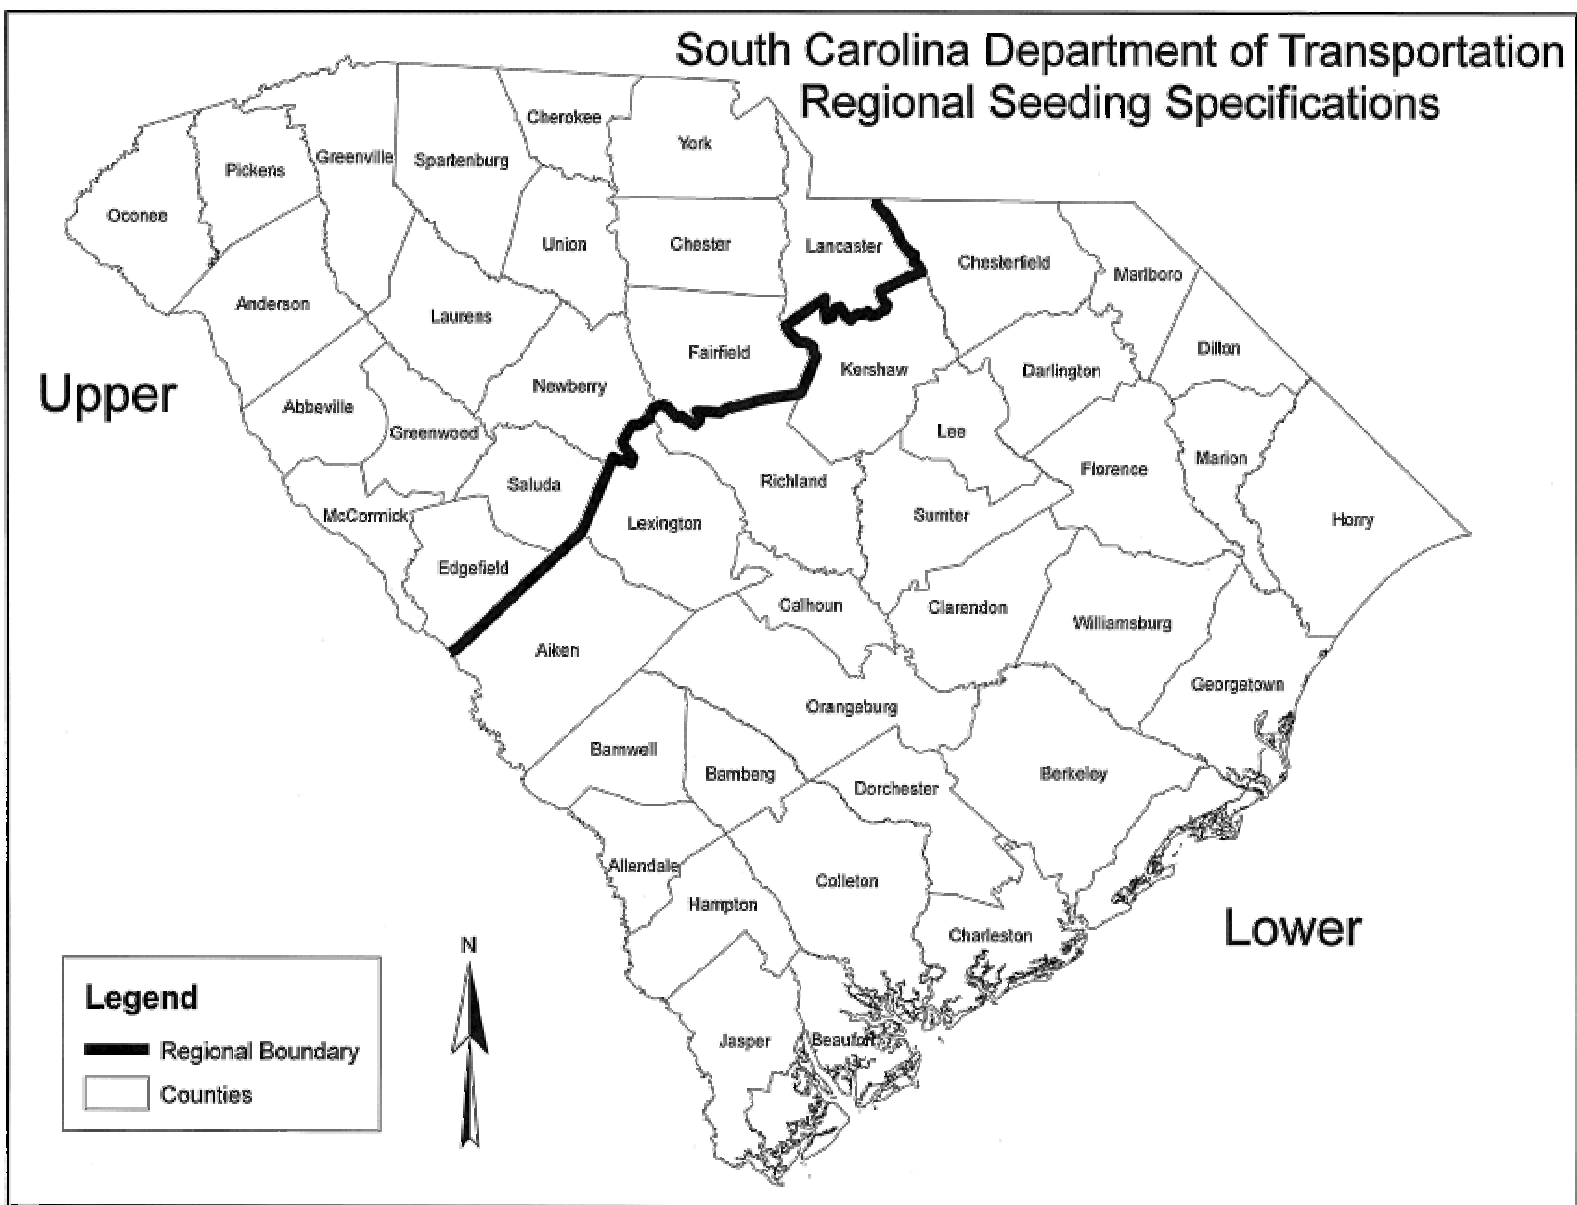 South Carolina Department of Transportation
Regional Seeding Specifications
Cherokee
York
Greenville
Spartenburg
Pickens
Oconee
Union
Chester
Lancaster
Chesterfield
Marlboro
Anderson
Laurens
Fairfield
Kershaw
Darlington
Dillon
Upper
Newberry
Abbeville
Greenwood
Lee
Marion
Florence
Saluda
Richland
McCormick
Lexington
Sumter
Horry
Edgefield
Calhoun
Clarendon
Williamsburg
Aiken
Georgetown
Orangeburg
Barnwell
Bamberg
Dorchester
Berkeley
Allendale
Colleton
Hampton
Charleston
Lower
N
Legend
Regional Boundary
Counties
Jasper
Beaufort